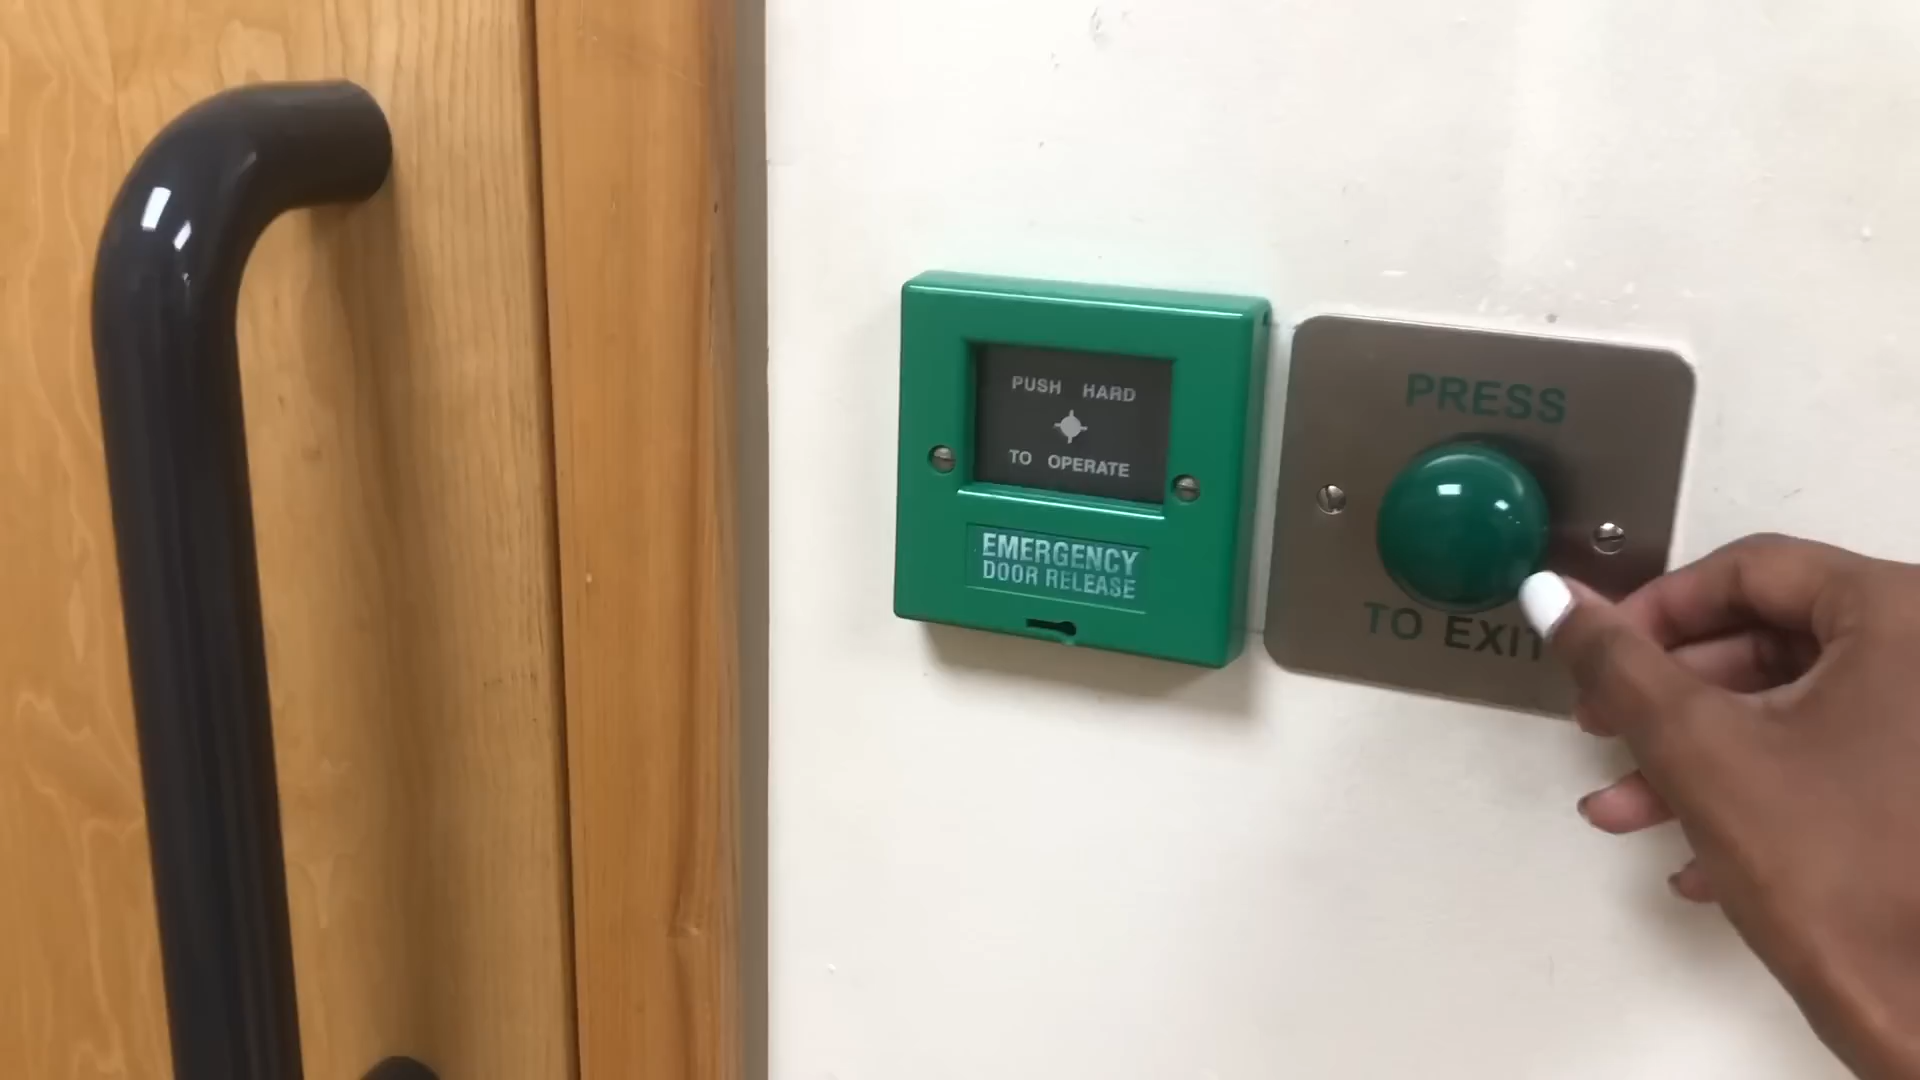 PUSH HARD
TO OPERATE
EMERGENCY
DOOR RELEASE
PRESS
TO EXIT